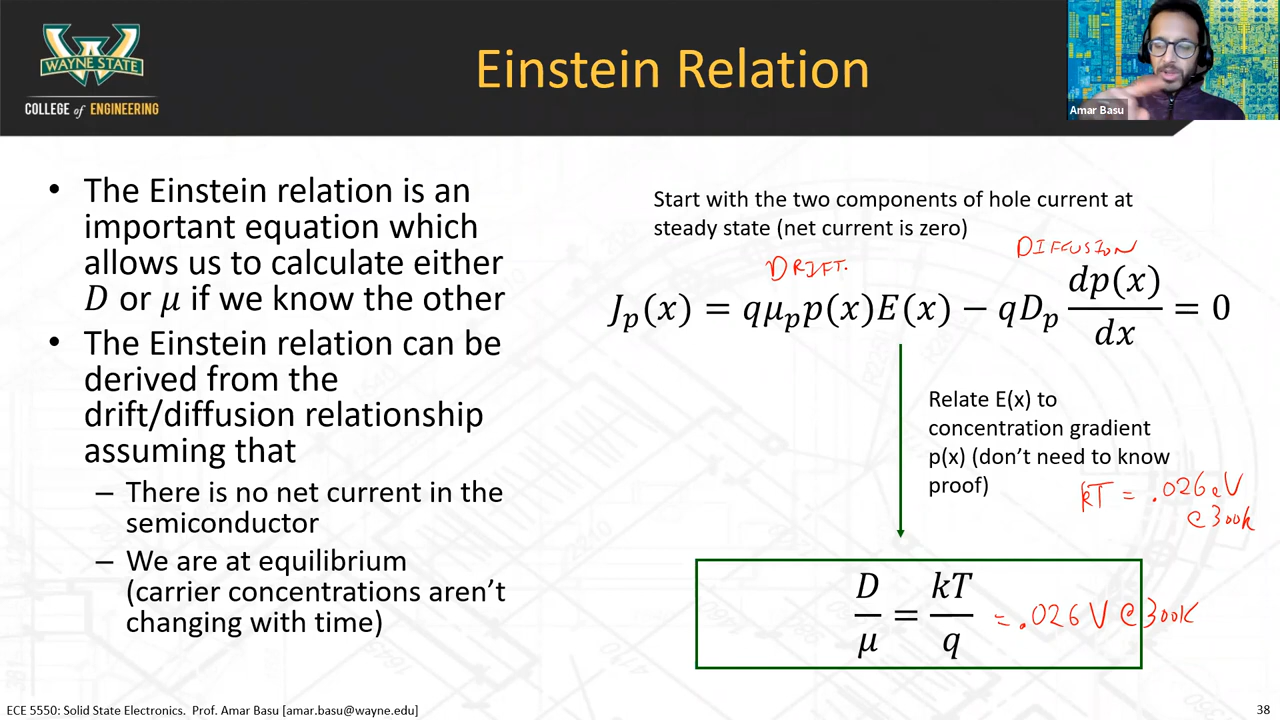 WAYNE STATE
COLLEGE of ENGINEERING
Einstein Relation
Amar Basu
• The Einstein relation is an
important equation which
allows us to calculate either
D or μ if we know the other
• The Einstein relation can be
derived from the
drift/diffusion relationship
assuming that
– There is no net current in the
semiconductor
– We are at equilibrium
(carrier concentrations aren't
changing with time)
Start with the two components of hole current at
steady state (net current is zero)
DRIFT.
DIFFUSION
J_p(x) = qμ_p p(x)E(x) − qD_p dp(x)/dx = 0
Relate E(x) to
concentration gradient
p(x) (don't need to know
proof)
kT = .026 eV
@ 300k
D/μ = kT/q = .026 V @ 300K
ECE 5550: Solid State Electronics. Prof. Amar Basu [amar.basu@wayne.edu]
38